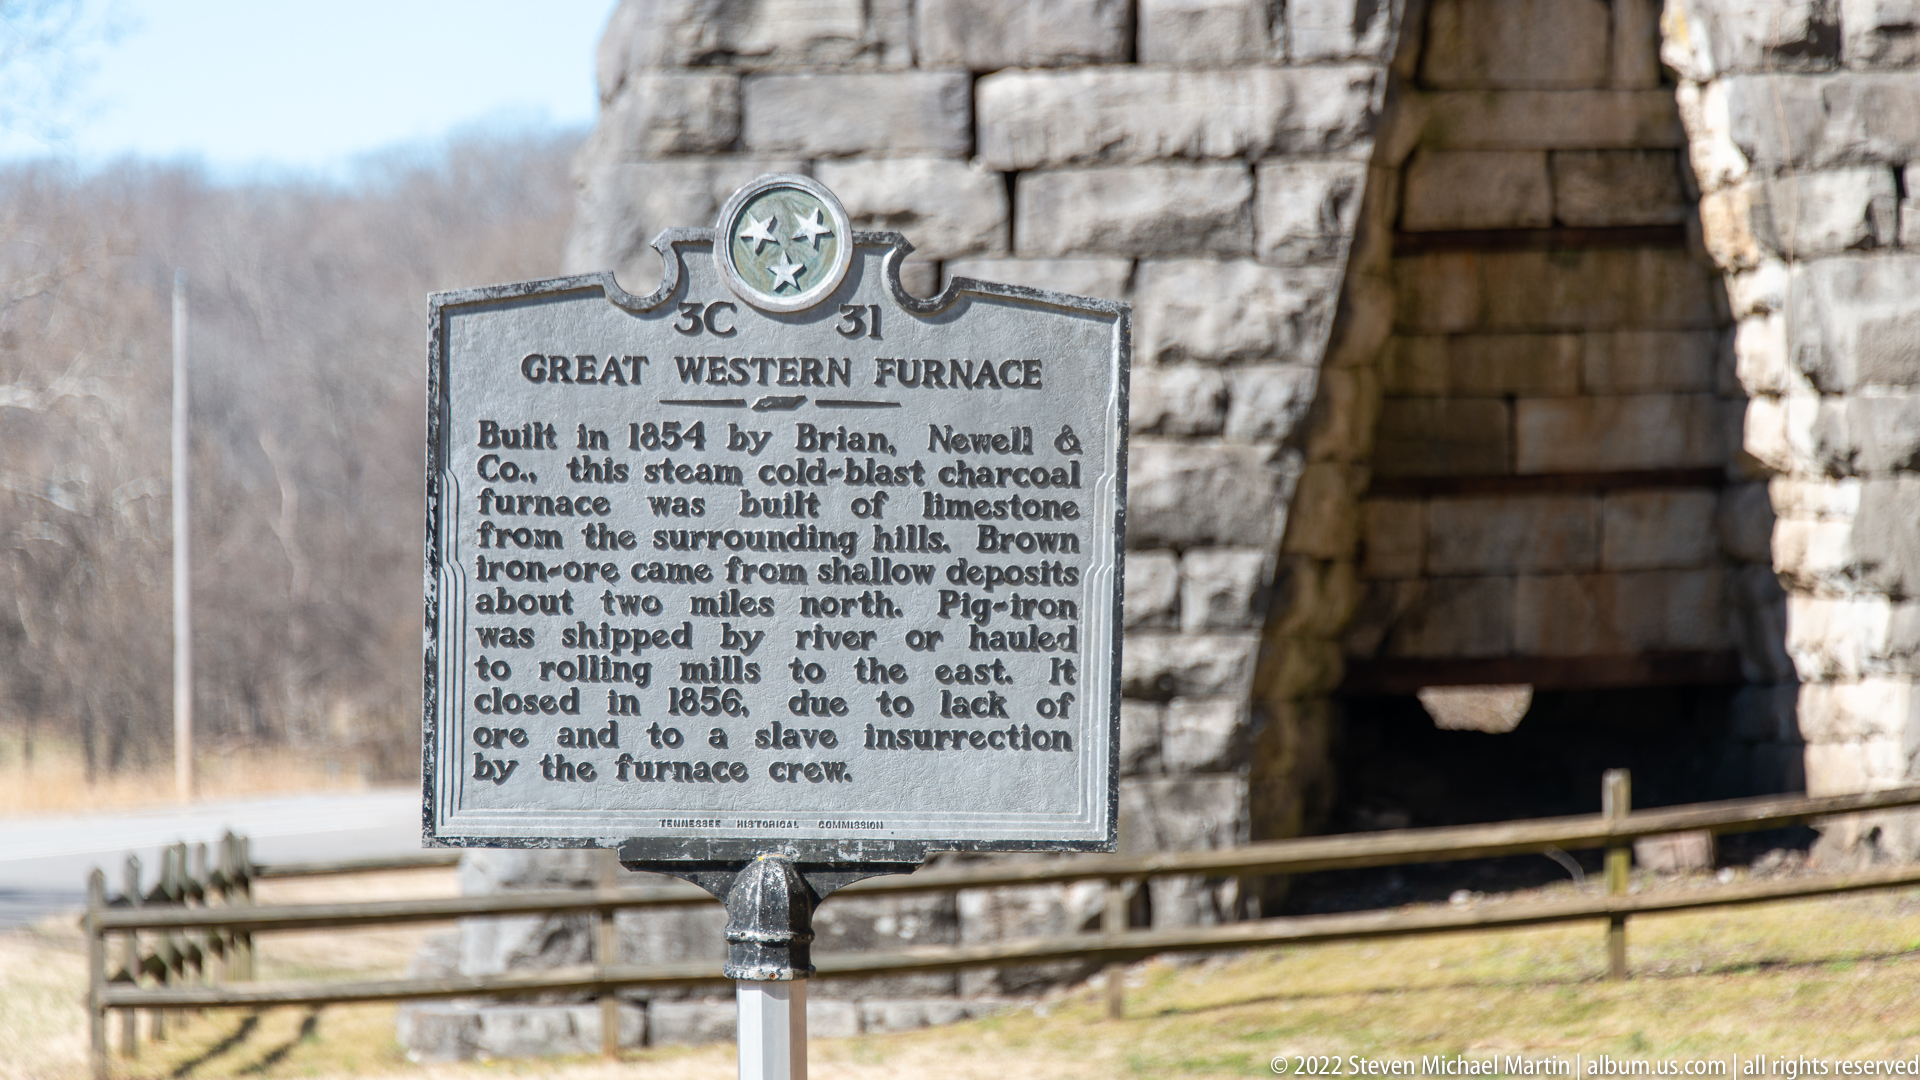 3C 31
GREAT WESTERN FURNACE
Built in 1854 by Brian, Newell &
Co., this steam cold-blast charcoal
furnace was built of limestone
from the surrounding hills. Brown
iron-ore came from shallow deposits
about two miles north. Pig-iron
was shipped by river or hauled
to rolling mills to the east. It
closed in 1856, due to lack of
ore and to a slave insurrection
by the furnace crew.
TENNESSEE HISTORICAL COMMISSION
© 2022 Steven Michael Martin | album.us.com | all rights reserved